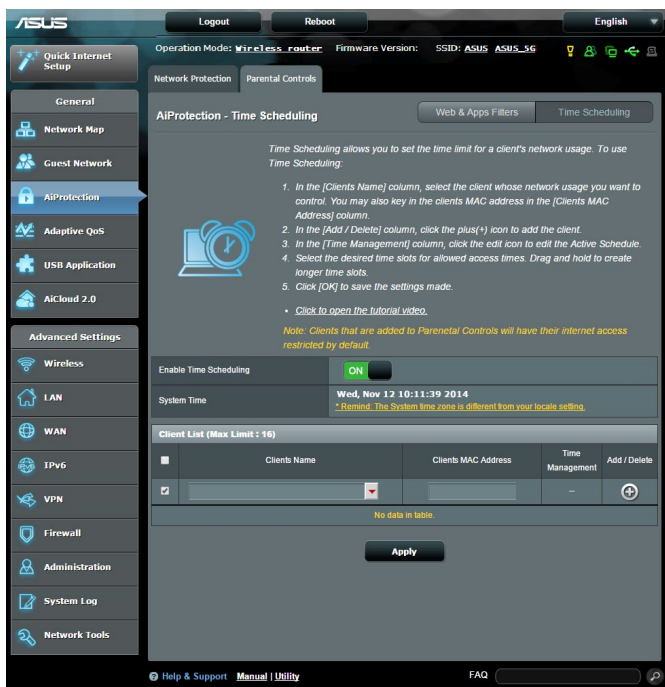 ASUS
Logout
Reboot
English
Quick Internet
Setup
Operation Mode: Wireless router Firmware Version: SSID: ASUS ASUS_5G
Network Protection
Parental Controls
General
Network Map
Guest Network
AiProtection
Adaptive QoS
USB Application
AiCloud 2.0
Advanced Settings
Wireless
LAN
WAN
IPv6
VPN
Firewall
Administration
System Log
Network Tools
AiProtection - Time Scheduling
Web & Apps Filters
Time Scheduling
Time Scheduling allows you to set the time limit for a client's network usage. To use
Time Scheduling:
1. In the [Clients Name] column, select the client whose network usage you want to
control. You may also key in the clients MAC address in the [Clients MAC
Address] column.
2. In the [Add / Delete] column, click the plus(+) icon to add the client.
3. In the [Time Management] column, click the edit icon to edit the Active Schedule.
4. Select the desired time slots for allowed access times. Drag and hold to create
longer time slots.
5. Click [OK] to save the settings made.
• Click to open the tutorial video.
Note: Clients that are added to Parenetal Controls will have their internet access
restricted by default.
Enable Time Scheduling
ON
System Time
Wed, Nov 12 10:11:39 2014
* Remind: The System time zone is different from your locale setting.
Client List (Max Limit : 16)
Clients Name
Clients MAC Address
Time
Management
Add / Delete
–
No data in table.
Apply
Help & Support Manual | Utility
FAQ